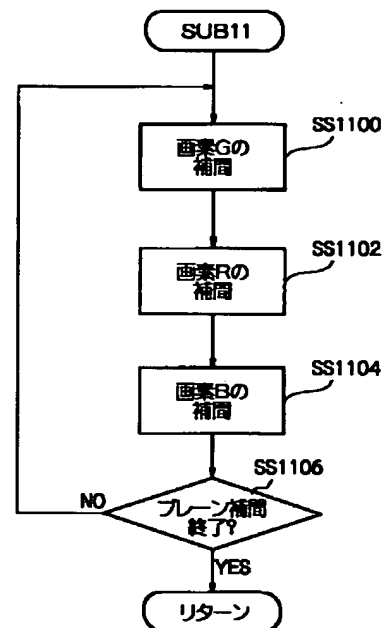 SUB11
SS1100
画素Gの
補間
SS1102
画素Rの
補間
SS1104
画素Bの
補間
SS1106
プレーン補間
終了?
NO
YES
リターン